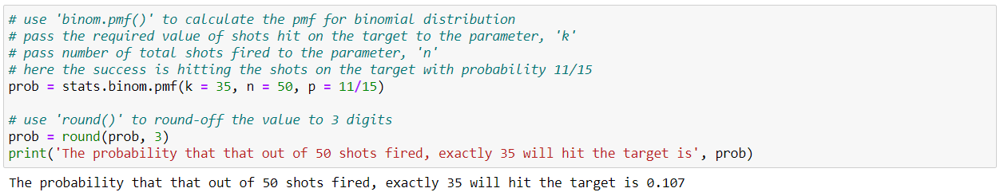 # use 'binom.pmf()' to calculate the pmf for binomial distribution
# pass the required value of shots hit on the target to the parameter, 'k'
# pass number of total shots fired to the parameter, 'n'
# here the success is hitting the shots on the target with probability 11/15
prob = stats.binom.pmf(k = 35, n = 50, p = 11/15)
# use 'round()' to round-off the value to 3 digits
prob = round(prob, 3)
print('The probability that that out of 50 shots fired, exactly 35 will hit the target is', prob)
The probability that that out of 50 shots fired, exactly 35 will hit the target is 0.107